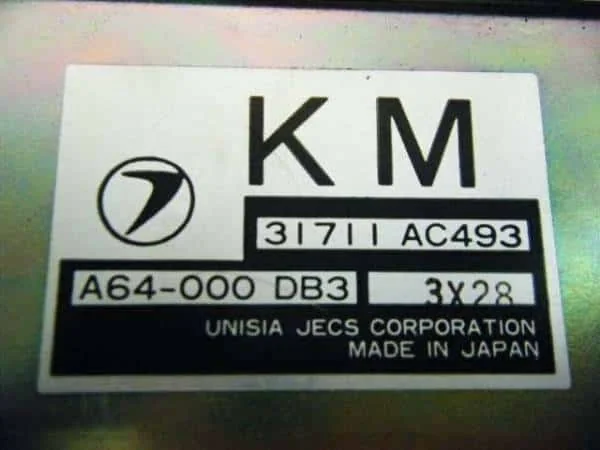 KM
31711 AC493
A64-000 DB3 3X28
UNISIA JECS CORPORATION
MADE IN JAPAN